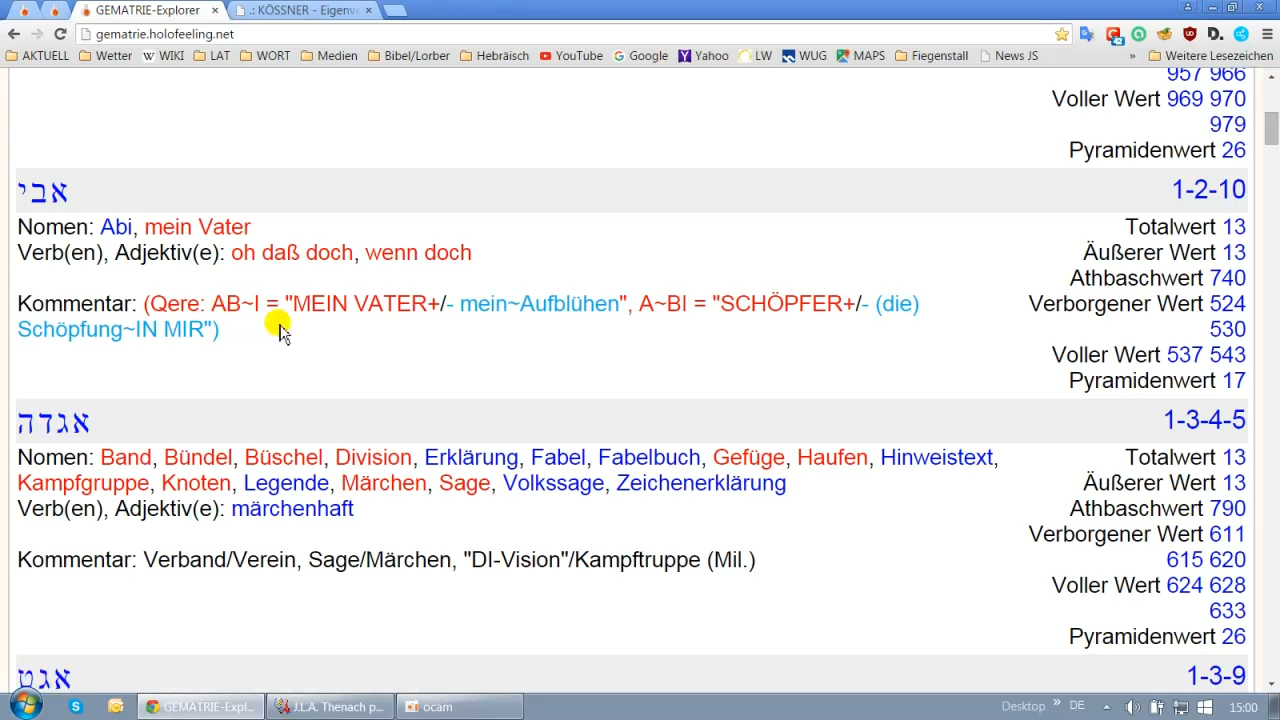 GEMATRIE-Explorer
.: KÖSSNER - Eigenv
gematrie.holofeeling.net
AKTUELL Wetter WIKI LAT WORT Medien Bibel/Lorber Hebräisch YouTube Google Yahoo LW WUG MAPS Fiegenstall News JS » Weitere Lesezeichen
957 966
Voller Wert 969 970
979
Pyramidenwert 26
אבי 1-2-10
Nomen: Abi, mein Vater Totalwert 13
Verb(en), Adjektiv(e): oh daß doch, wenn doch Äußerer Wert 13
Athbaschwert 740
Kommentar: (Qere: AB~I = "MEIN VATER+/- mein~Aufblühen", A~BI = "SCHÖPFER+/- (die) Verborgener Wert 524
Schöpfung~IN MIR") 530
Voller Wert 537 543
Pyramidenwert 17
אגדה 1-3-4-5
Nomen: Band, Bündel, Büschel, Division, Erklärung, Fabel, Fabelbuch, Gefüge, Haufen, Hinweistext, Totalwert 13
Kampfgruppe, Knoten, Legende, Märchen, Sage, Volkssage, Zeichenerklärung Äußerer Wert 13
Verb(en), Adjektiv(e): märchenhaft Athbaschwert 790
Verborgener Wert 611
Kommentar: Verband/Verein, Sage/Märchen, "DI-Vision"/Kampftruppe (Mil.) 615 620
Voller Wert 624 628
633
Pyramidenwert 26
אגט 1-3-9
GEMATRIE-Expl... J.L.A. Thenach p... ocam Desktop » DE 15:00